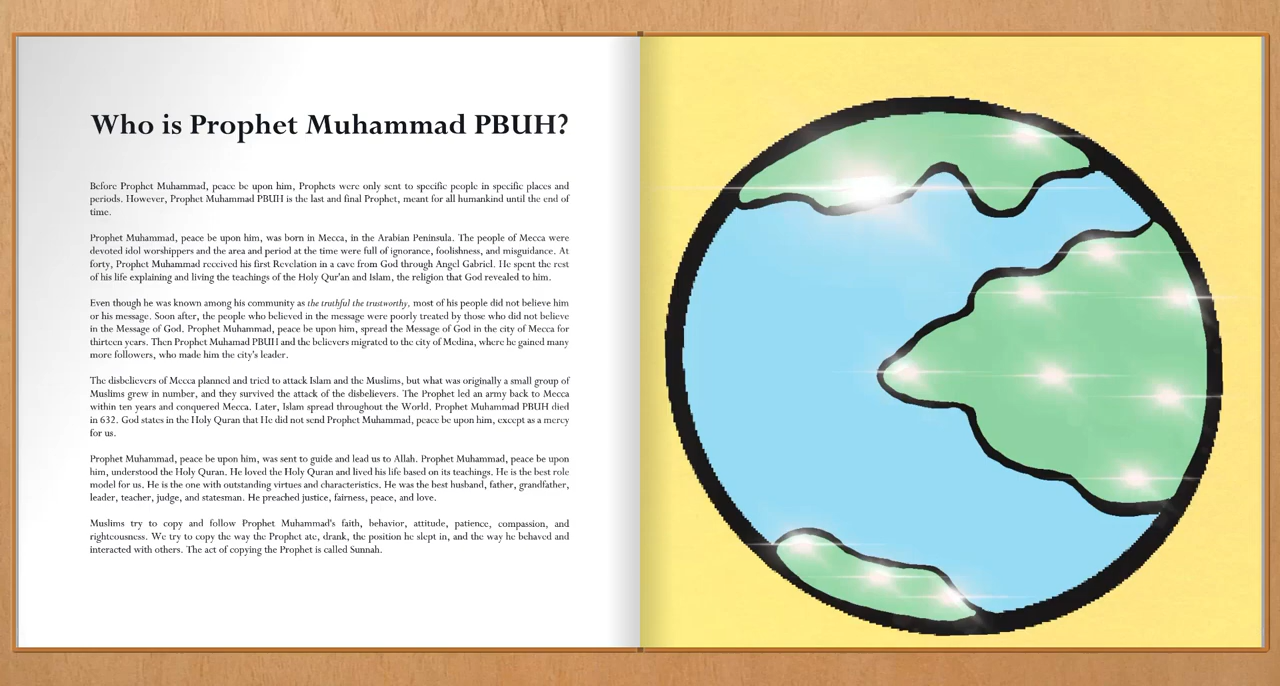 Who is Prophet Muhammad PBUH?
Before Prophet Muhammad, peace be upon him, Prophets were only sent to specific people in specific places and
periods. However, Prophet Muhammad PBUH is the last and final Prophet, meant for all humankind until the end of
time.
Prophet Muhammad, peace be upon him, was born in Mecca, in the Arabian Peninsula. The people of Mecca were
devoted idol worshippers and the area and period at the time were full of ignorance, foolishness, and misguidance. At
forty, Prophet Muhammad received his first Revelation in a cave from God through Angel Gabriel. He spent the rest
of his life explaining and living the teachings of the Holy Qur'an and Islam, the religion that God revealed to him.
Even though he was known among his community as the truthful the trustworthy, most of his people did not believe him
or his message. Soon after, the people who believed in the message were poorly treated by those who did not believe
in the Message of God. Prophet Muhammad, peace be upon him, spread the Message of God in the city of Mecca for
thirteen years. Then Prophet Muhamad PBUH and the believers migrated to the city of Medina, where he gained many
more followers, who made him the city's leader.
The disbelievers of Mecca planned and tried to attack Islam and the Muslims, but what was originally a small group of
Muslims grew in number, and they survived the attack of the disbelievers. The Prophet led an army back to Mecca
within ten years and conquered Mecca. Later, Islam spread throughout the World. Prophet Muhammad PBUH died
in 632. God states in the Holy Quran that He did not send Prophet Muhammad, peace be upon him, except as a mercy
for us.
Prophet Muhammad, peace be upon him, was sent to guide and lead us to Allah. Prophet Muhammad, peace be upon
him, understood the Holy Quran. He loved the Holy Quran and lived his life based on its teachings. He is the best role
model for us. He is the one with outstanding virtues and characteristics. He was the best husband, father, grandfather,
leader, teacher, judge, and statesman. He preached justice, fairness, peace, and love.
Muslims try to copy and follow Prophet Muhammad's faith, behavior, attitude, patience, compassion, and
righteousness. We try to copy the way the Prophet ate, drank, the position he slept in, and the way he behaved and
interacted with others. The act of copying the Prophet is called Sunnah.